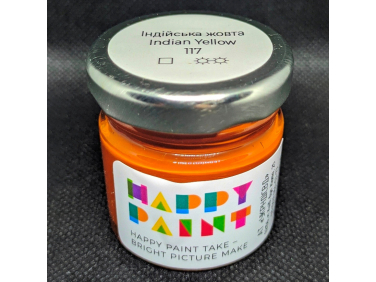 Індійська жовта
Indian Yellow
117
HAPPY
PAINT
HAPPY PAINT TAKE –
BRIGHT PICTURE MAKE